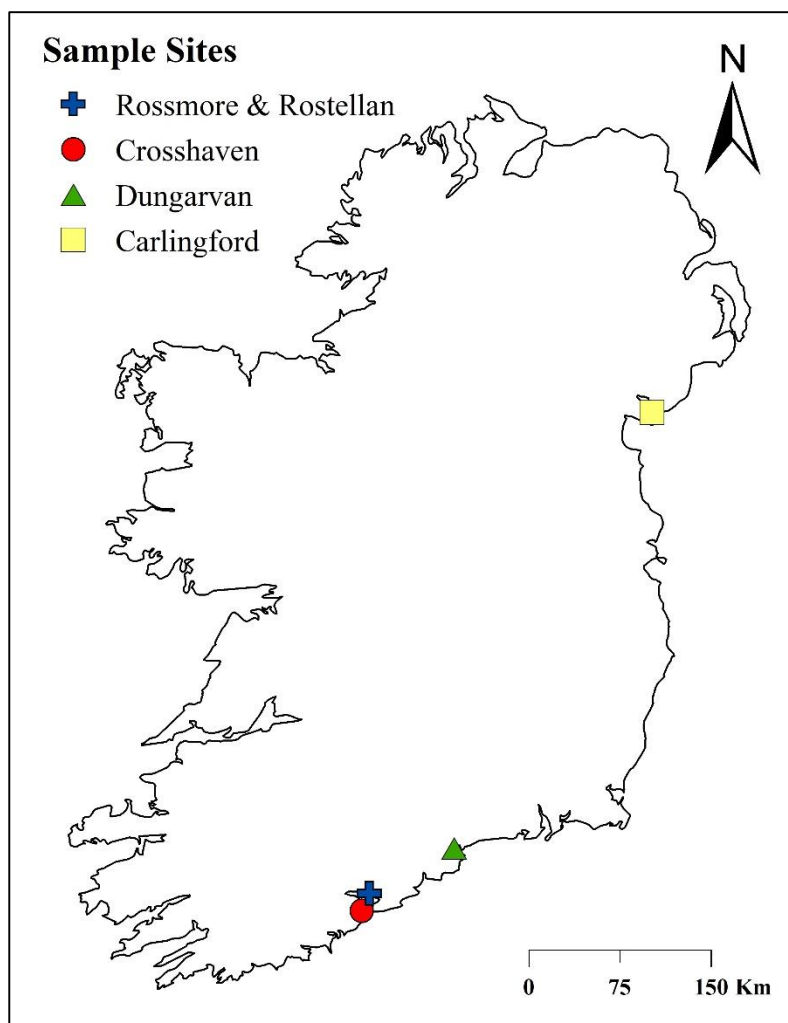 Sample Sites
N
Rossmore & Rostellan
Crosshaven
Dungarvan
Carlingford
0 75 150 Km